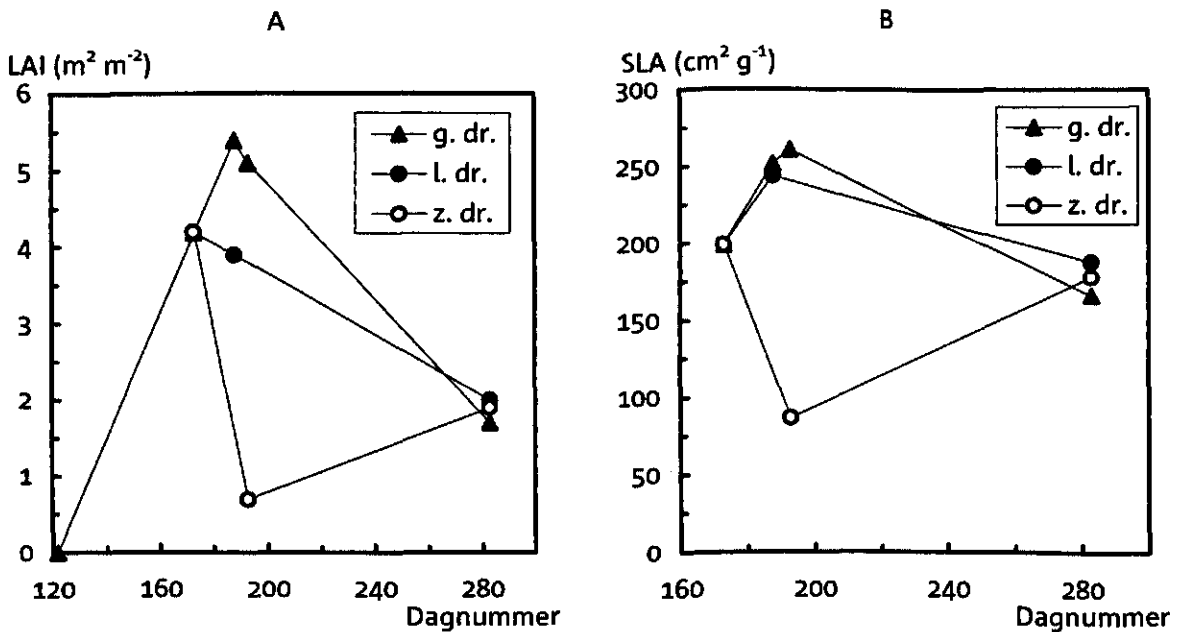 A
LAI (m² m⁻²)
6
5
4
3
2
1
0
120 160 200 240 280
Dagnummer
g. dr.
l. dr.
z. dr.
B
SLA (cm² g⁻¹)
300
250
200
150
100
50
0
160 200 240 280
Dagnummer
g. dr.
l. dr.
z. dr.